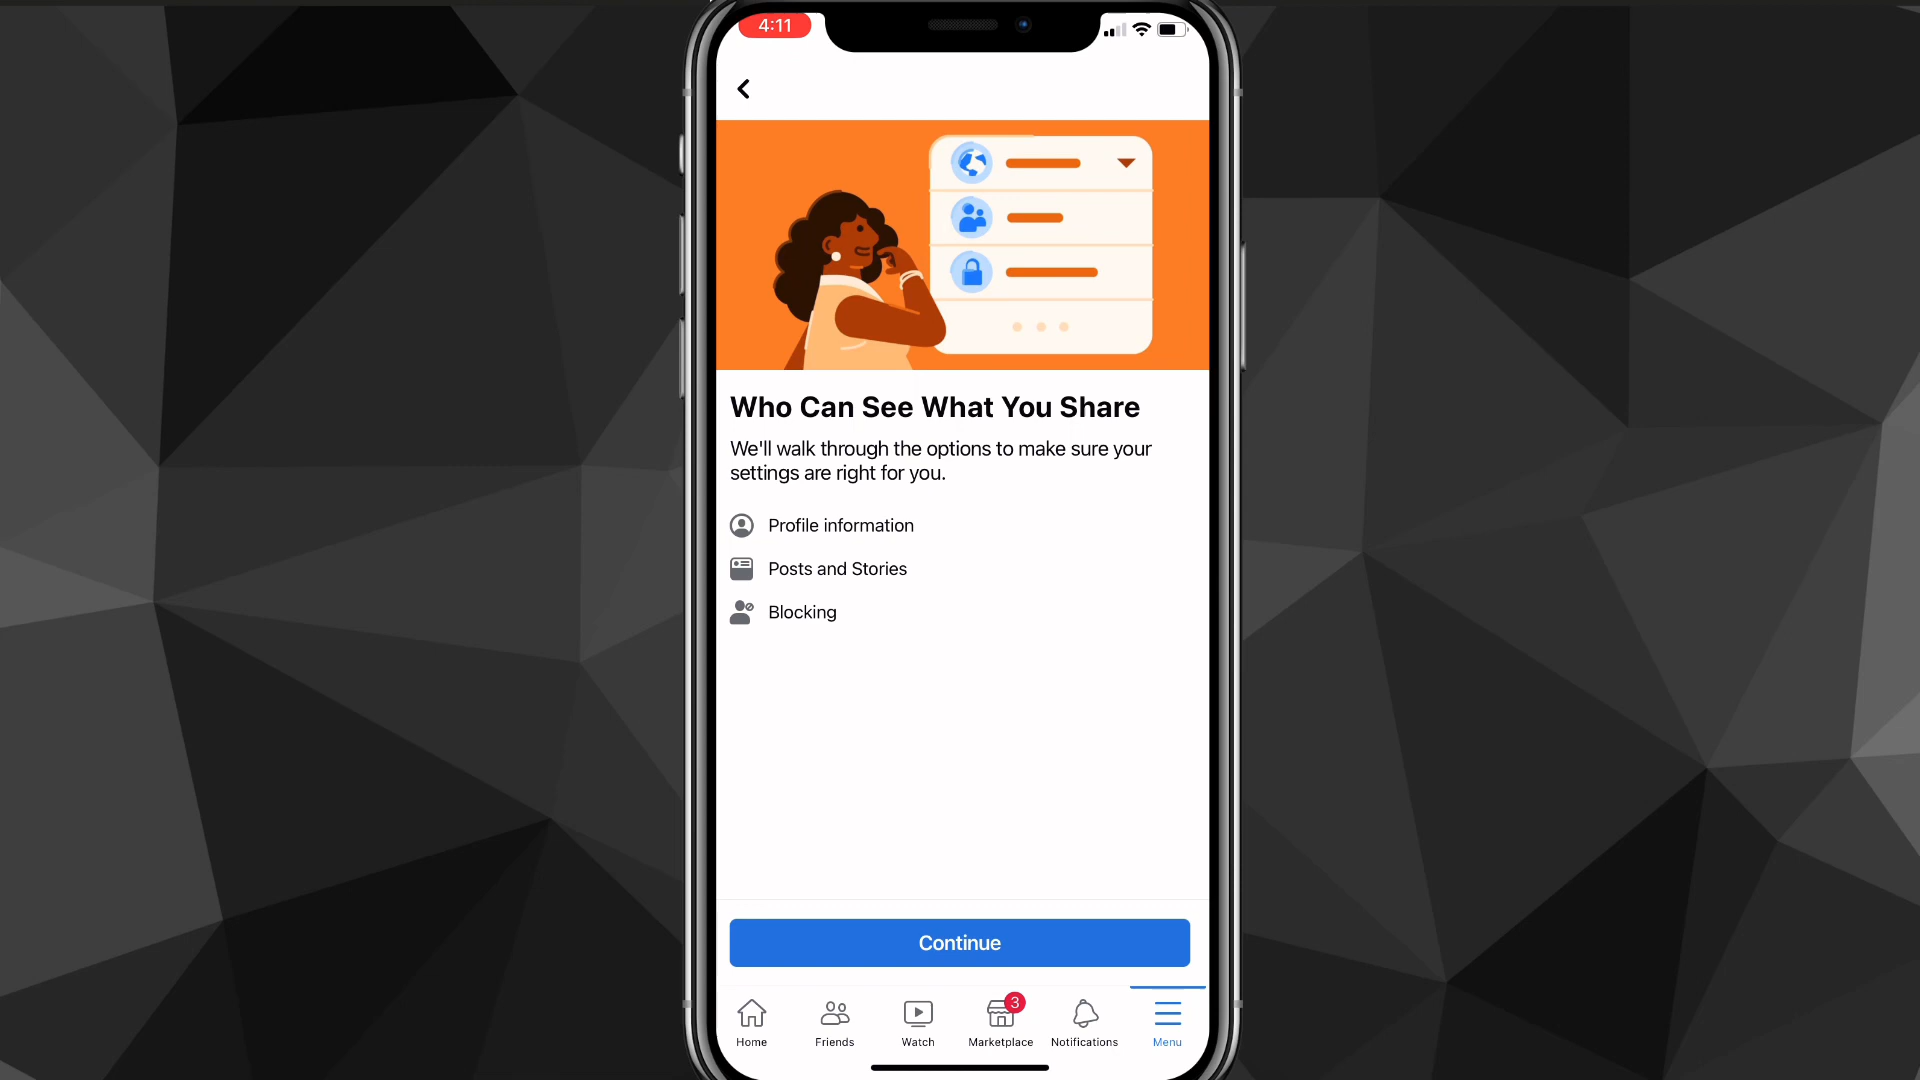 4:11
Who Can See What You Share
We'll walk through the options to make sure your
settings are right for you.
Profile information
Posts and Stories
Blocking
Continue
3
Home Friends Watch Marketplace Notifications Menu